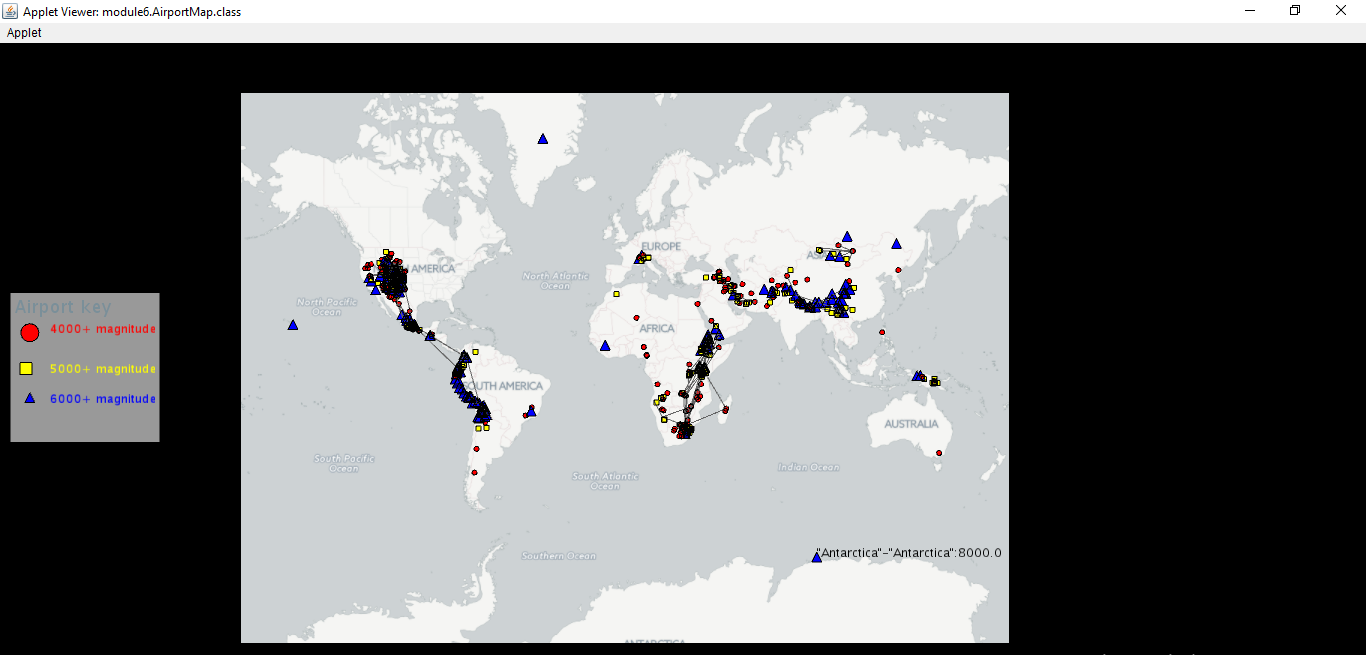 Applet Viewer: module6.AirportMap.class
Applet
EUROPE
North Atlantic
Ocean
North Pacific
Ocean
Airport key
4000+ magnitude
AFRICA
5000+ magnitude
SOUTH AMERICA
6000+ magnitude
AUSTRALIA
South Pacific
Ocean
Indian Ocean
South Atlantic
Ocean
Southern Ocean
"Antarctica"-"Antarctica":8000.0
ANTARCTICA